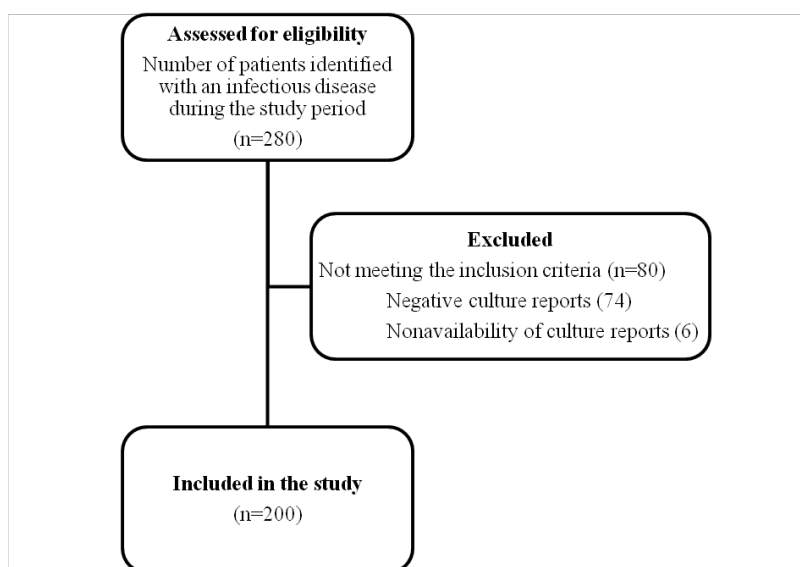 Assessed for eligibility
Number of patients identified
with an infectious disease
during the study period
(n=280)
Excluded
Not meeting the inclusion criteria (n=80)
Negative culture reports (74)
Nonavailability of culture reports (6)
Included in the study
(n=200)